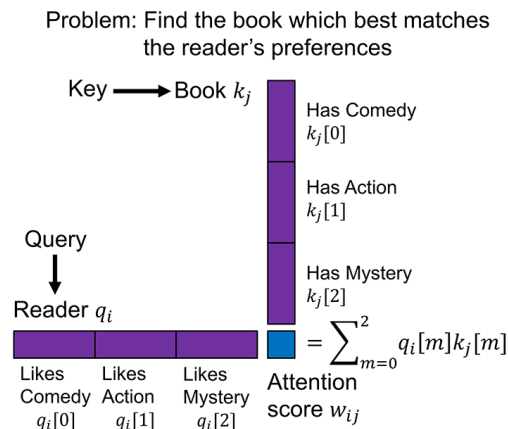 Problem: Find the book which best matches
the reader's preferences
Key
Book k_j
Has Comedy
k_j[0]
Has Action
k_j[1]
Has Mystery
k_j[2]
Query
Reader q_i
= ∑_{m=0}^{2} q_i[m]k_j[m]
Likes
Comedy
q_i[0]
Likes
Action
q_i[1]
Likes
Mystery
q_i[2]
Attention
score w_{ij}